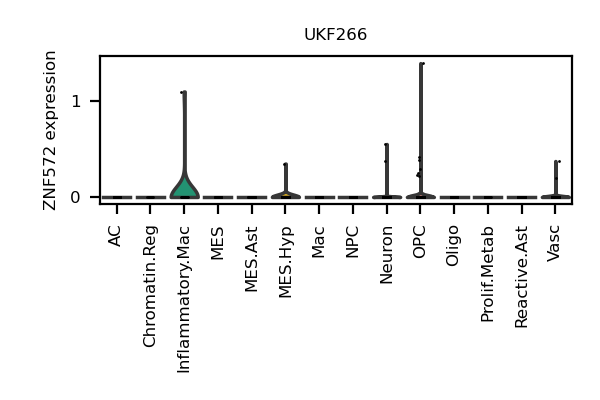 UKF266
ZNF572 expression
1
0
AC
Chromatin.Reg
Inflammatory.Mac
MES
MES.Ast
MES.Hyp
Mac
NPC
Neuron
OPC
Oligo
Prolif.Metab
Reactive.Ast
Vasc